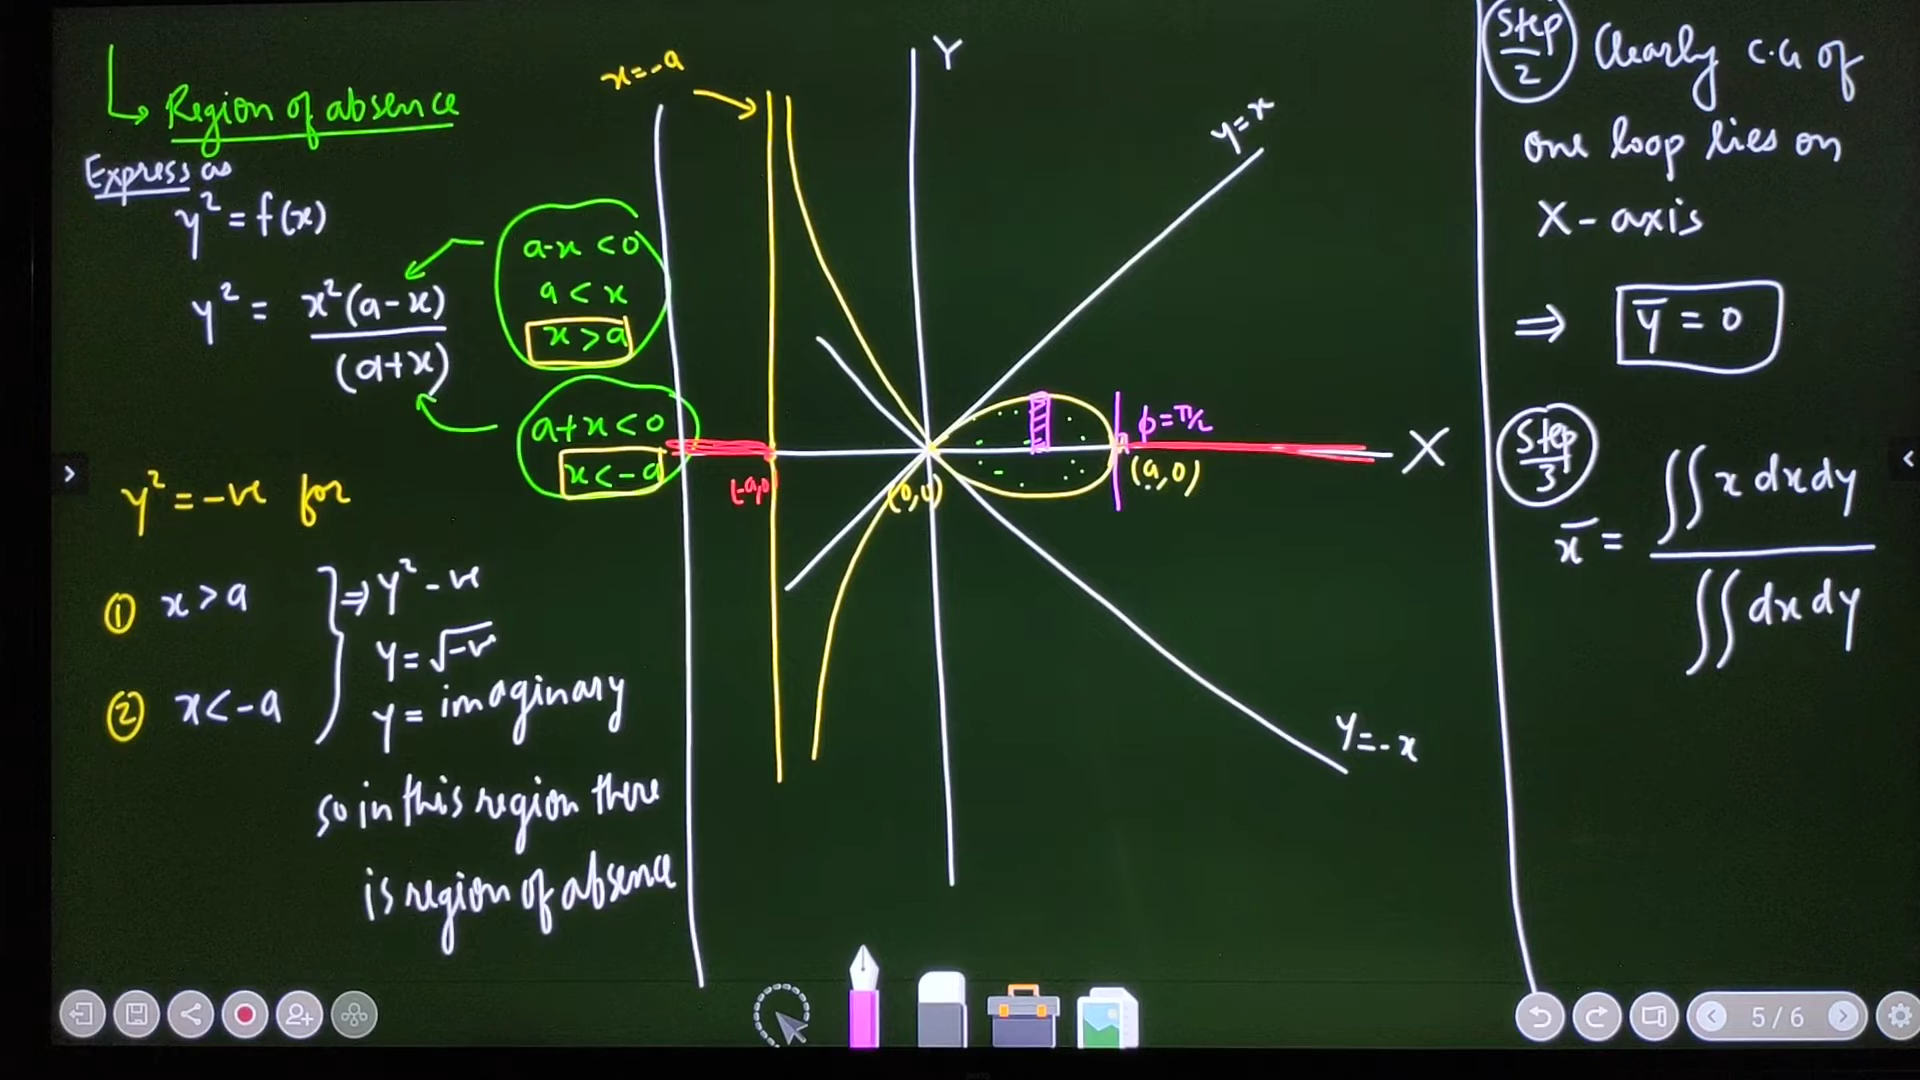 Region of absence
Express as
y² = f(x)
y² = x²(a-x)
(a+x)
a-x < 0
a < x
x > a
a+x < 0
x < -a
y² = -ve for
① x > a
② x < -a
⇒ y² -ve
y = √-ve
y = imaginary
so in this region there
is region of absence
x = -a
Y
y = x
ϕ = π/2
X
(-a,0)
(0,0)
(a,0)
y = -x
Step 2
Clearly C.G of
one loop lies on
X-axis
⇒ ȳ = 0
Step 3
x̄ = ∬ x dx dy
∬ dx dy
5 / 6